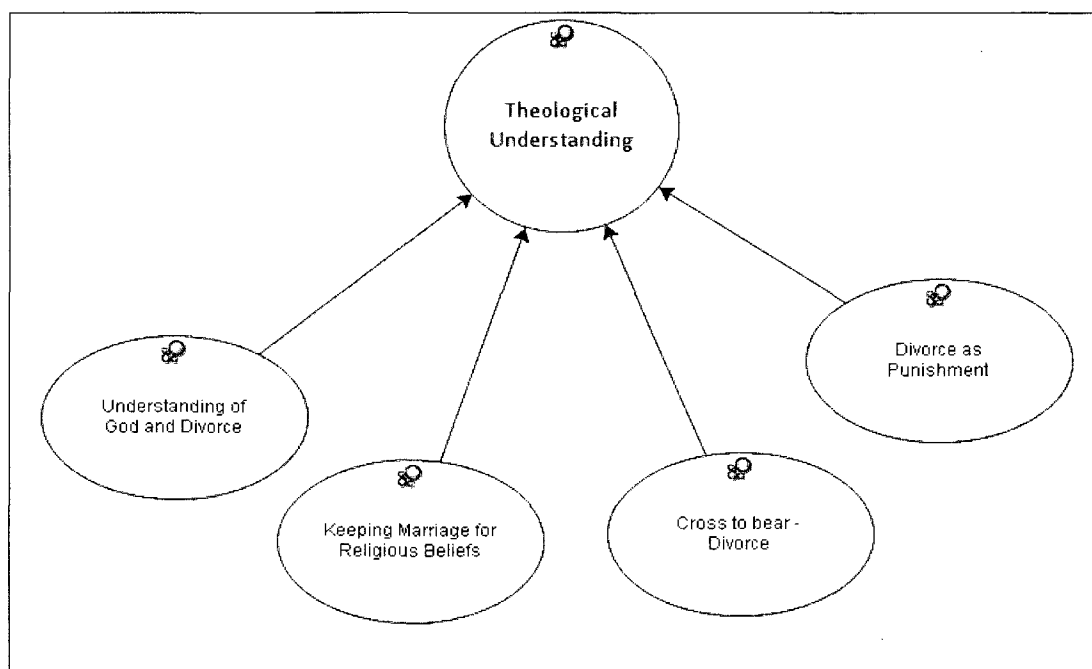 Theological
Understanding
Divorce as
Punishment
Understanding of
God and Divorce
Keeping Marriage for
Religious Beliefs
Cross to bear -
Divorce